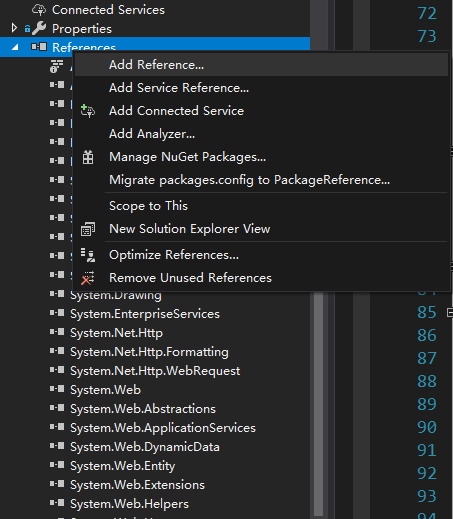 Connected Services
Properties
References
Add Reference...
Add Service Reference...
Add Connected Service
Add Analyzer...
Manage NuGet Packages...
Migrate packages.config to PackageReference...
Scope to This
New Solution Explorer View
Optimize References...
Remove Unused References
System.Drawing
System.EnterpriseServices
System.Net.Http
System.Net.Http.Formatting
System.Net.Http.WebRequest
System.Web
System.Web.Abstractions
System.Web.ApplicationServices
System.Web.DynamicData
System.Web.Entity
System.Web.Extensions
System.Web.Helpers
72
73
85
86
87
88
89
90
91
92
93